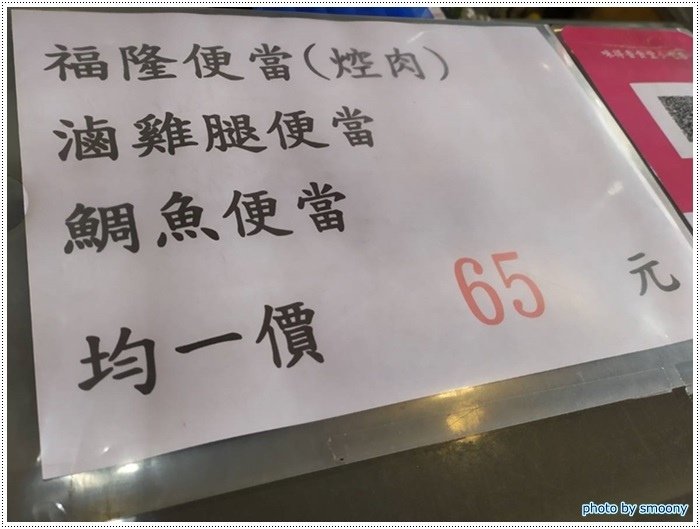 福隆便當(焢肉)
滷雞腿便當
鯛魚便當
均一價 65 元
photo by smoony